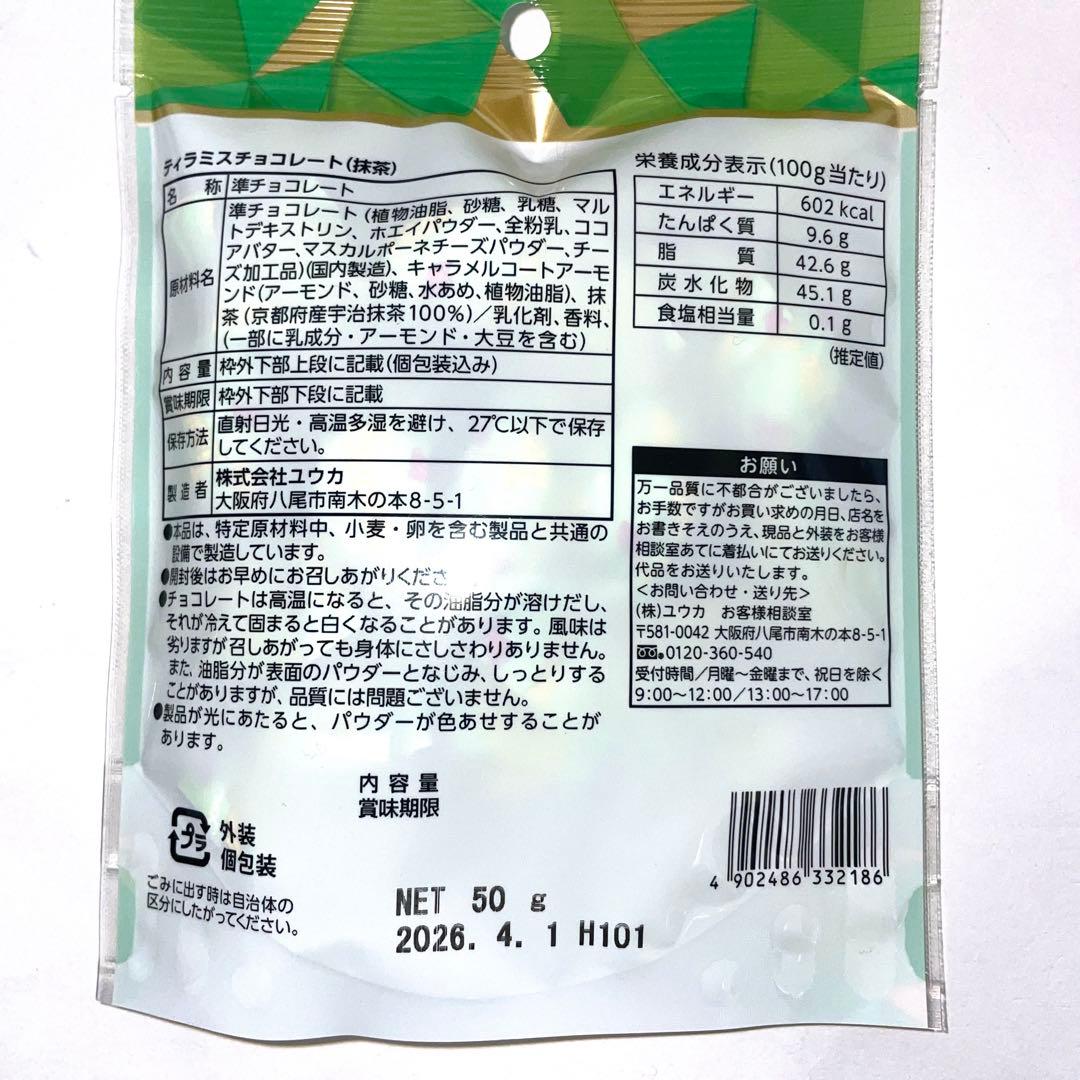 ティラミスチョコレート(抹茶)
名称 準チョコレート
原材料名 準チョコレート(植物油脂、砂糖、乳糖、マル
トデキストリン、ホエイパウダー、全粉乳、ココ
アバター、マスカルポーネチーズパウダー、チー
ズ加工品)(国内製造)、キャラメルコートアーモ
ンド(アーモンド、砂糖、水あめ、植物油脂)、抹
茶(京都府産宇治抹茶100%)/乳化剤、香料、
(一部に乳成分・アーモンド・大豆を含む)
内容量 枠外下部上段に記載(個包装込み)
賞味期限 枠外下部下段に記載
保存方法 直射日光・高温多湿を避け、27℃以下で保存
してください。
製造者 株式会社ユウカ
大阪府八尾市南木の本8-5-1
●本品は、特定原材料中、小麦・卵を含む製品と共通の
設備で製造しています。
●開封後はお早めにお召しあがりくださ
●チョコレートは高温になると、その油脂分が溶けだし、
それが冷えて固まると白くなることがあります。風味は
劣りますが召しあがっても身体にさしさわりありません。
また、油脂分が表面のパウダーとなじみ、しっとりする
ことがありますが、品質には問題ございません。
●製品が光にあたると、パウダーが色あせすることが
あります。
栄養成分表示(100g当たり)
エネルギー 602kcal
たんぱく質 9.6g
脂質 42.6g
炭水化物 45.1g
食塩相当量 0.1g
(推定値)
お願い
万一品質に不都合がございましたら、
お手数ですがお買い求めの月日、店名を
お書きそえのうえ、現品と外装をお客様
相談室あてに着払いにてお送りください。
代品をお送りいたします。
<お問い合わせ・送り先>
(株)ユウカ お客様相談室
〒581-0042 大阪府八尾市南木の本8-5-1
0120-360-540
受付時間/月曜~金曜まで、祝日を除く
9:00~12:00/13:00~17:00
内容量
賞味期限
プラ 外装
個包装
ごみに出す時は自治体の
区分にしたがってください。
NET 50 g
2026. 4. 1 H101
4 902486 332186